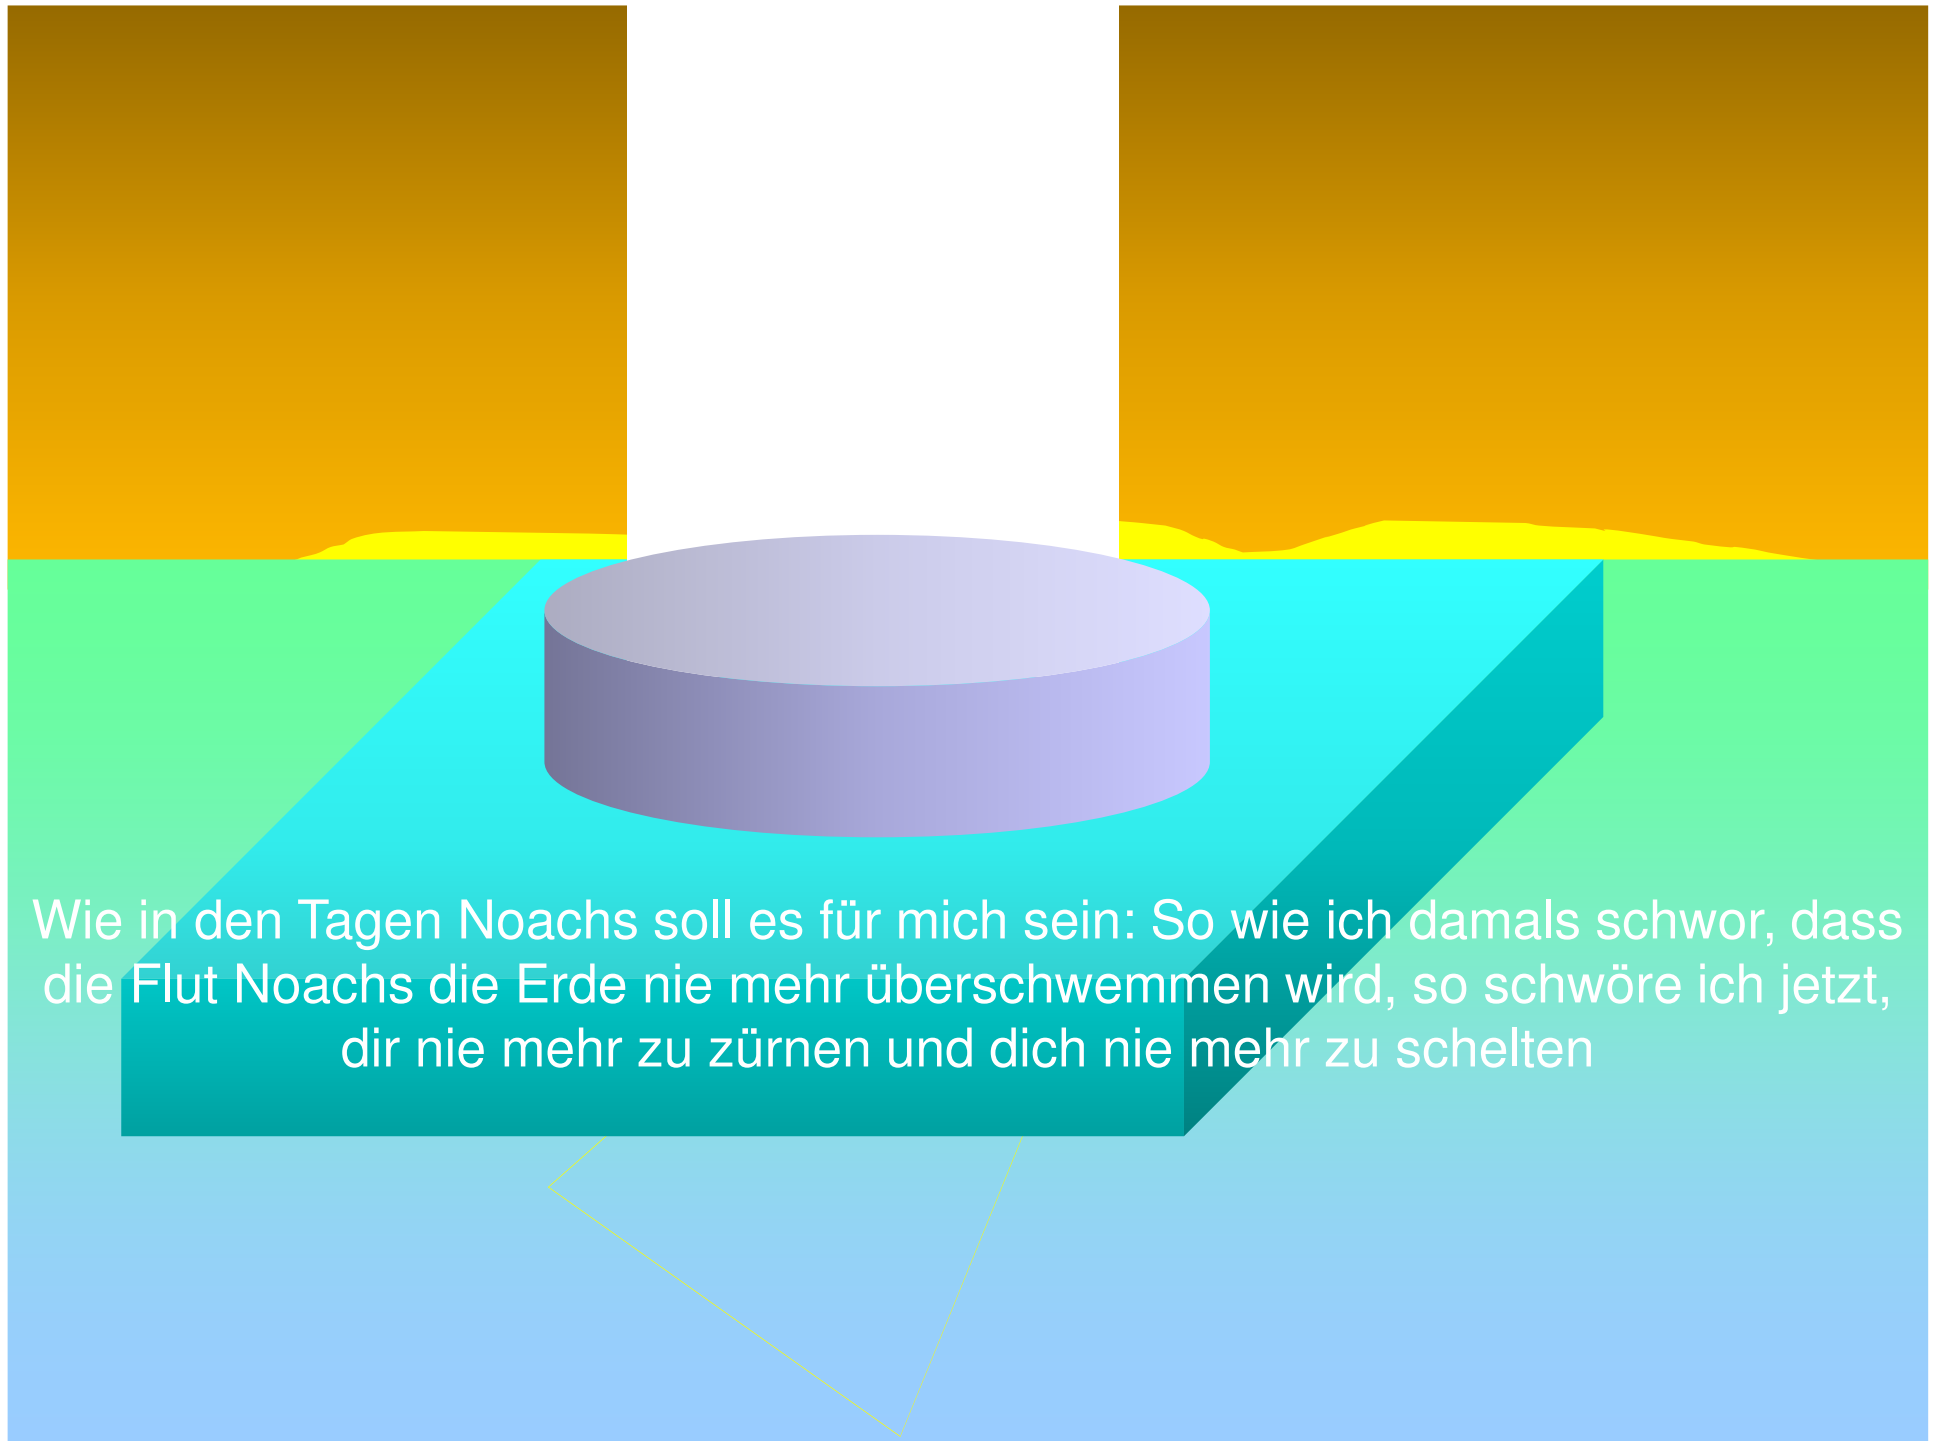 Wie in den Tagen Noachs soll es für mich sein: So wie ich damals schwor, dass
die Flut Noachs die Erde nie mehr überschwemmen wird, so schwöre ich jetzt,
dir nie mehr zu zürnen und dich nie mehr zu schelten